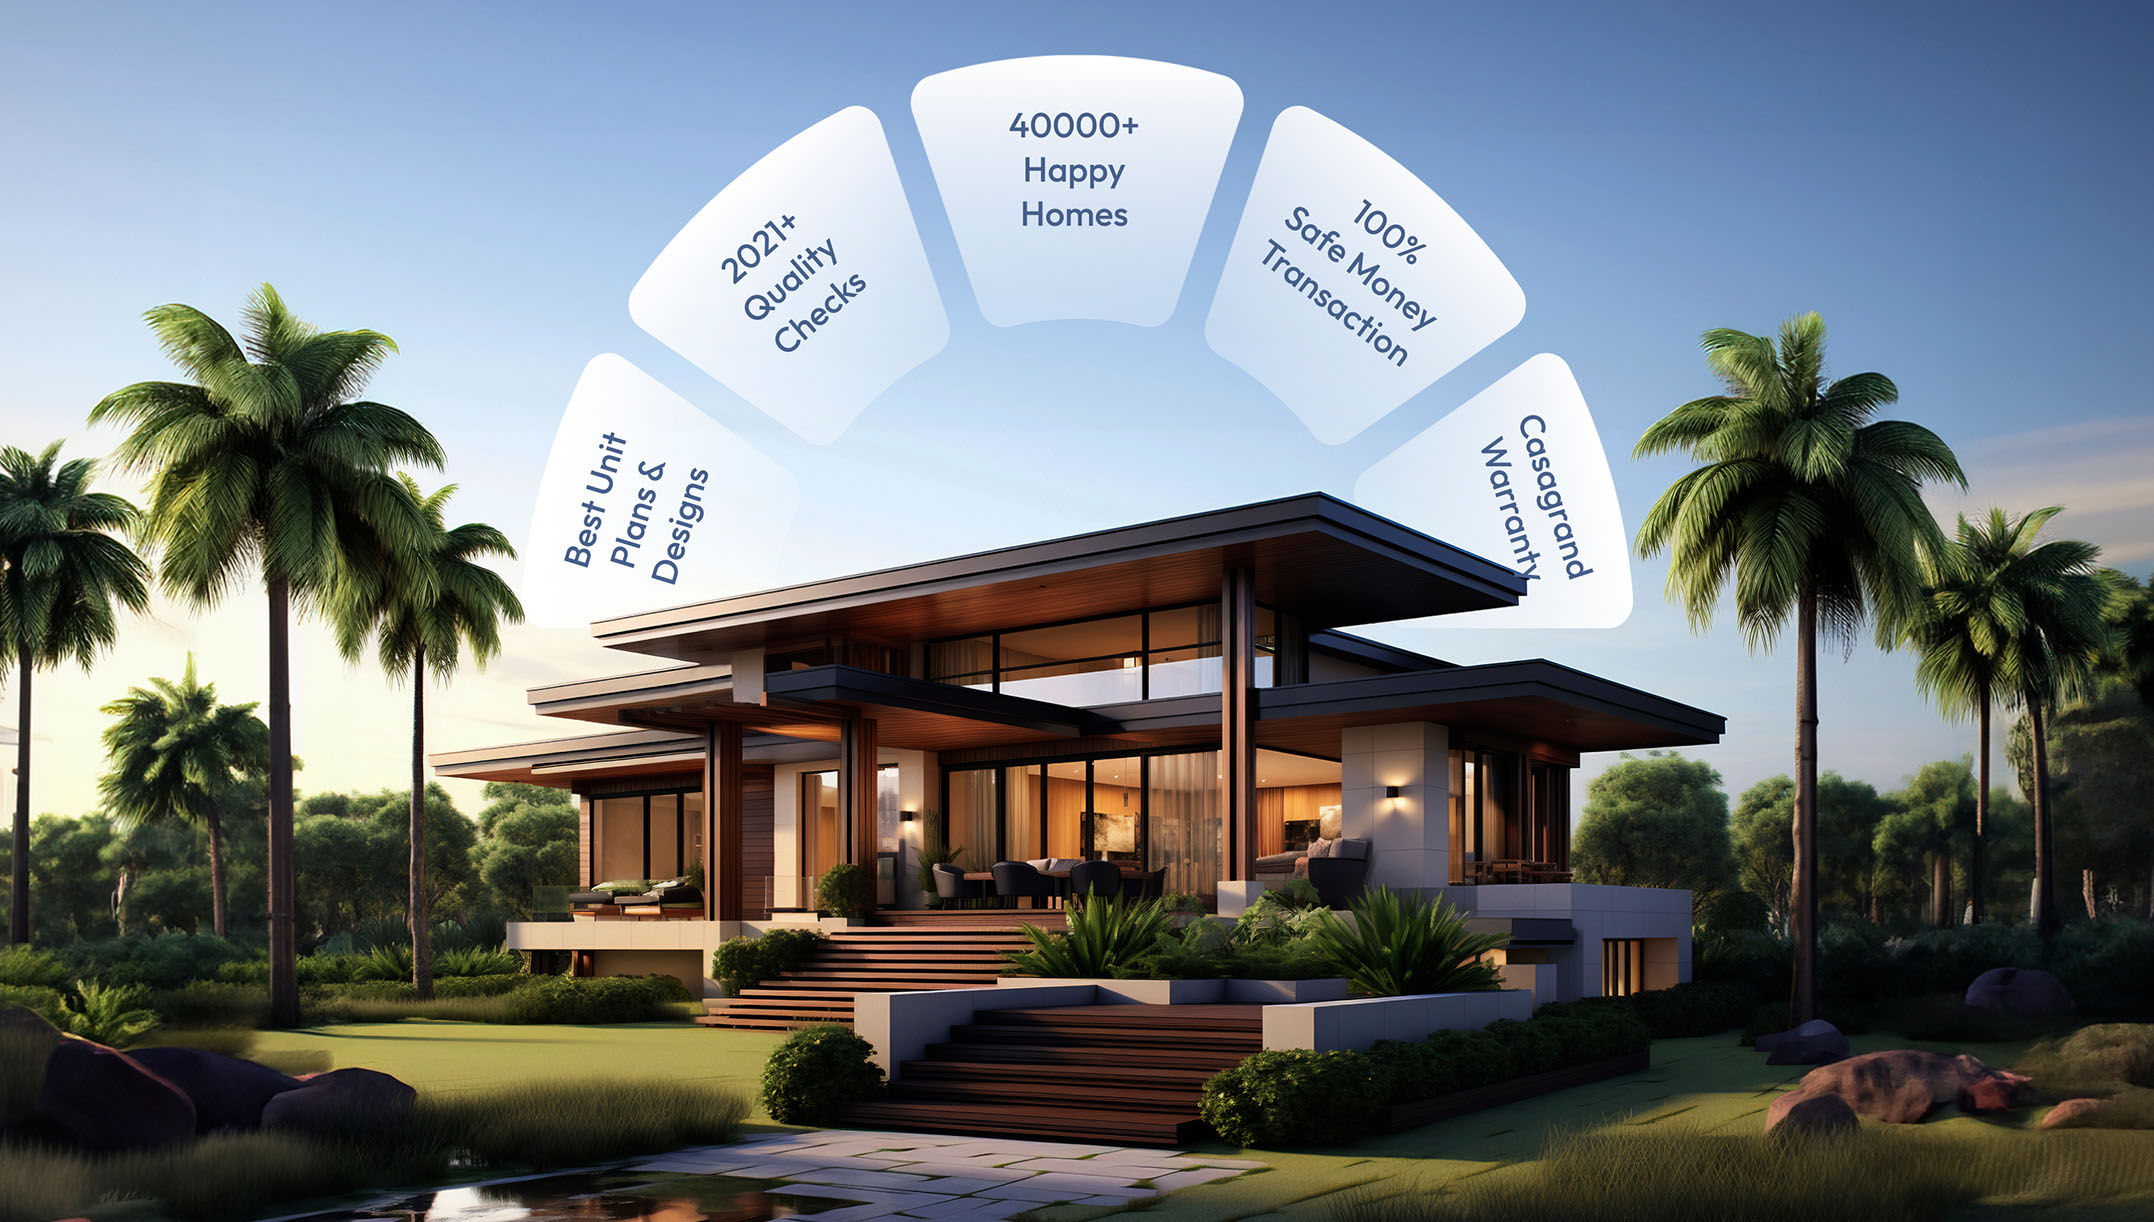 Best Unit
Plans &
Designs
2021+
Quality
Checks
40000+
Happy
Homes
100%
Safe Money
Transaction
Casagrand
Warranty